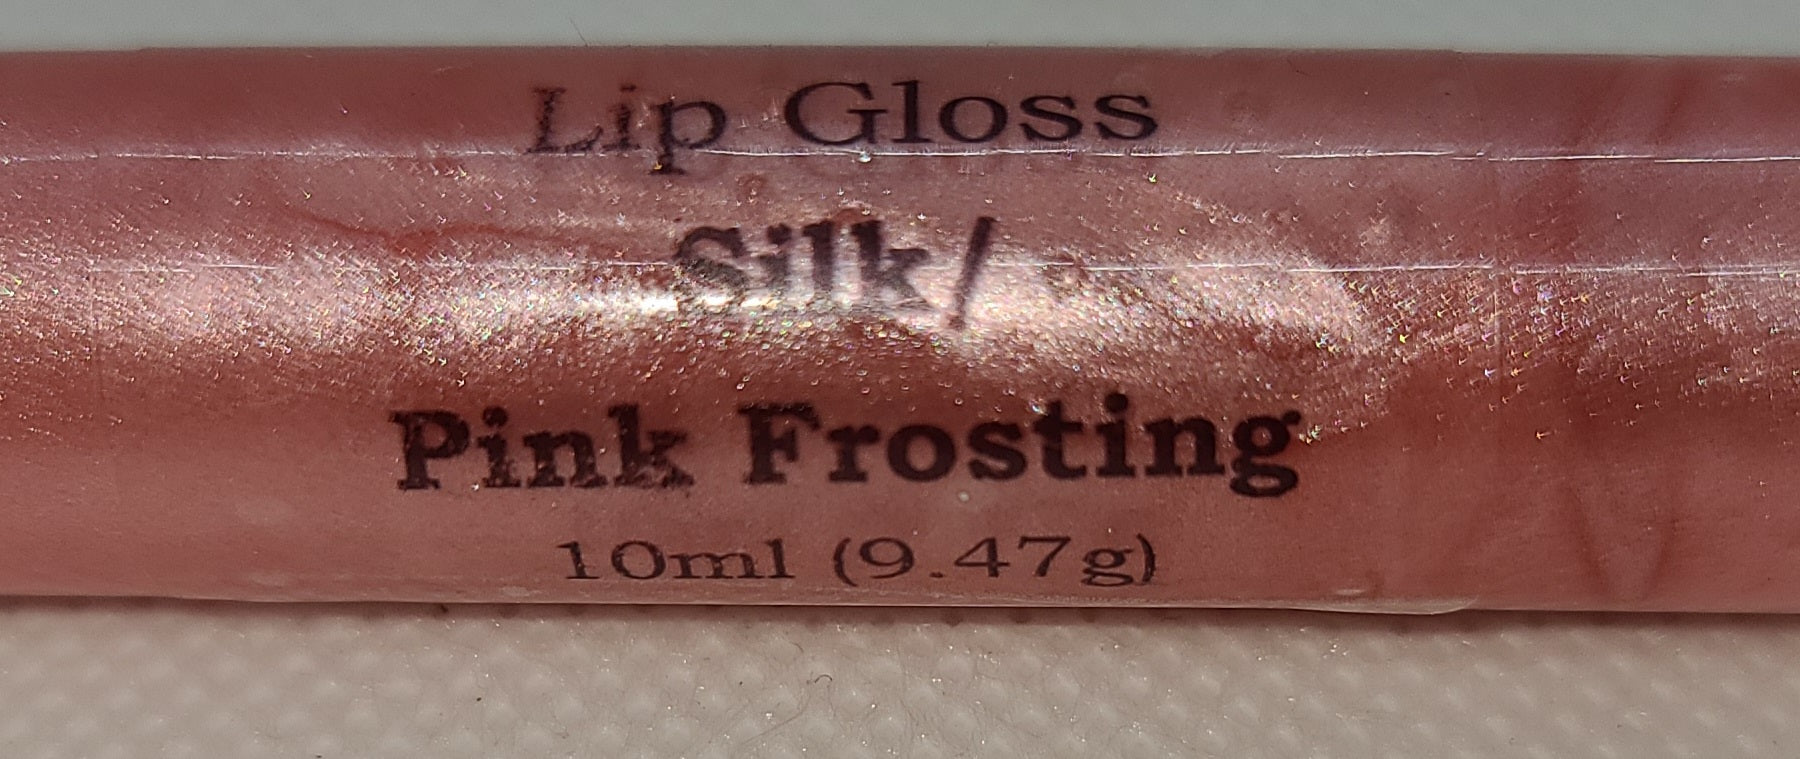 Lip Gloss
Silk/
Pink Frosting
10ml (9.47g)